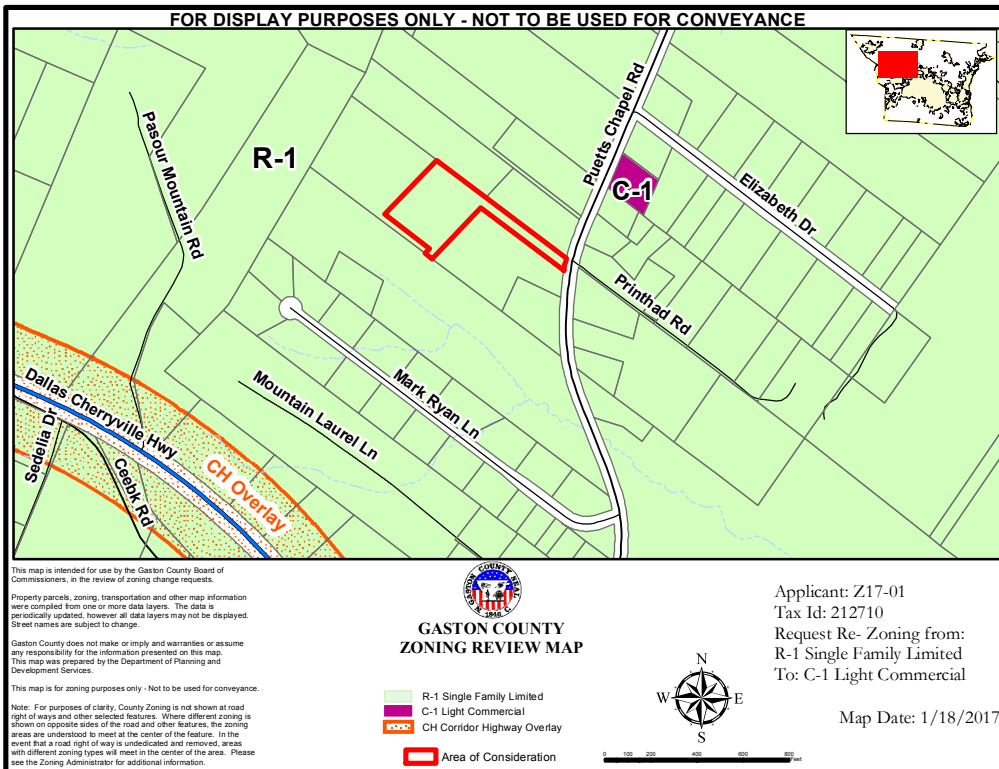 FOR DISPLAY PURPOSES ONLY - NOT TO BE USED FOR CONVEYANCE
Pasour Mountain Rd
R-1
Puetts Chapel Rd
C-1
Elizabeth Dr
Printhad Rd
Mark Ryan Ln
Mountain Laurel Ln
Dallas Cherryville Hwy
Sedelia Dr
Ceebk Rd
CH Overlay
This map is intended for use by the Gaston County Board of
Commissioners, in the review of zoning change requests.
Property parcels, zoning, transportation and other map information
were compiled from one or more data layers. The data is
periodically updated, however all data layers may not be displayed.
Street names are subject to change.
Gaston County does not make or imply and warranties or assume
any responsibility for the information presented on this map.
This map was prepared by the Department of Planning and
Development Services.
This map is for zoning purposes only - Not to be used for conveyance.
Note: For purposes of clarity, County Zoning is not shown at road
right of ways and other selected features. Where different zoning is
shown on opposite sides of the road and other features, the zoning
areas are understood to meet at the center of the feature. In the
event that a road right of way is undedicated and removed, areas
with different zoning types will meet in the center of the area. Please
see the Zoning Administrator for additional information.
GASTON COUNTY SEAL
N C
1846
GASTON COUNTY
ZONING REVIEW MAP
R-1 Single Family Limited
C-1 Light Commercial
CH Corridor Highway Overlay
Area of Consideration
N
W
E
S
0 100 200 400 600 800
Feet
Applicant: Z17-01
Tax Id: 212710
Request Re- Zoning from:
R-1 Single Family Limited
To: C-1 Light Commercial
Map Date: 1/18/2017